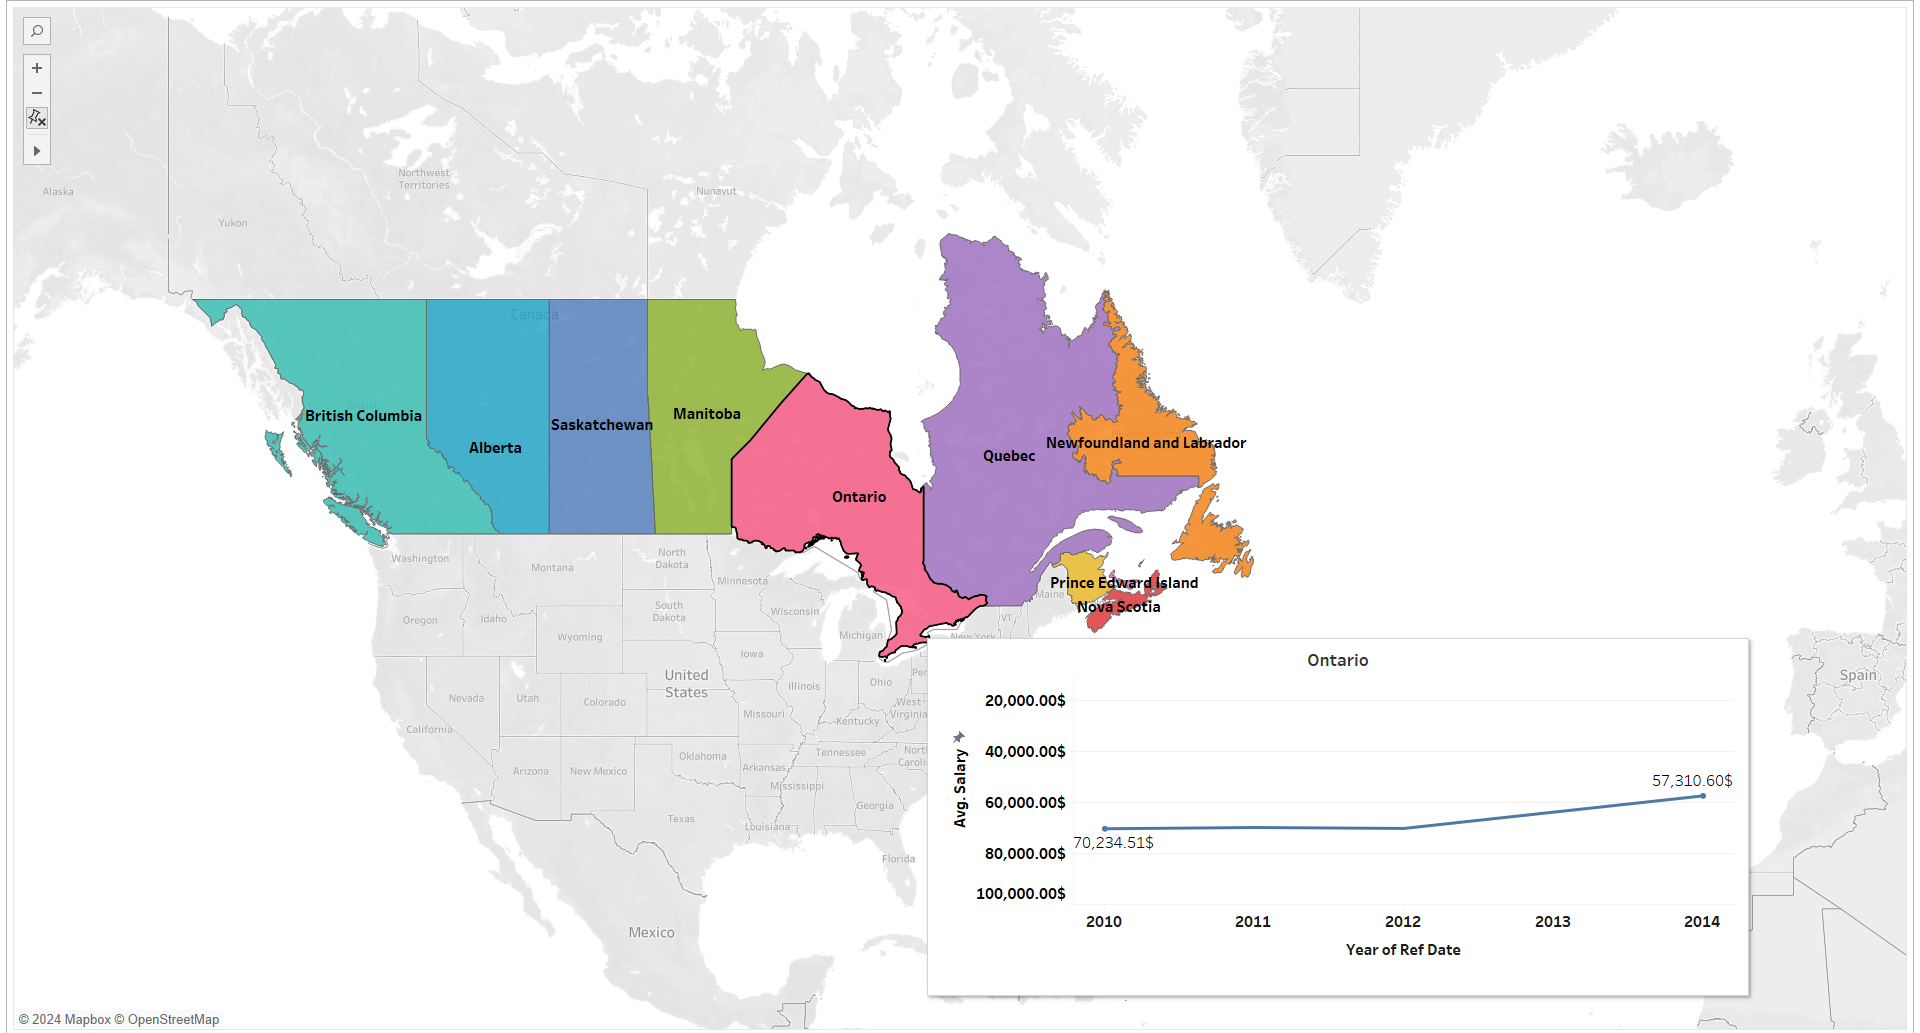 Alaska
Yukon
Northwest
Territories
Nunavut
Canada
British Columbia
Alberta
Saskatchewan
Manitoba
Ontario
Quebec
Newfoundland and Labrador
Prince Edward Island
Nova Scotia
Maine
Washington
Montana
North
Dakota
Minnesota
Oregon
Idaho
South
Dakota
Wisconsin
Michigan
New York
VT
Wyoming
Iowa
United
States
Nevada
Utah
Colorado
Illinois
Ohio
Pen
West
Virginia
California
Missouri
Kentucky
Arizona
New Mexico
Oklahoma
Arkansas
Tennessee
North
Caroli
Mississippi
Georgia
Texas
Louisiana
Florida
Mexico
Spain
Ontario
20,000.00$
40,000.00$
60,000.00$
80,000.00$
100,000.00$
Avg. Salary
57,310.60$
70,234.51$
2010
2011
2012
2013
2014
Year of Ref Date
© 2024 Mapbox © OpenStreetMap